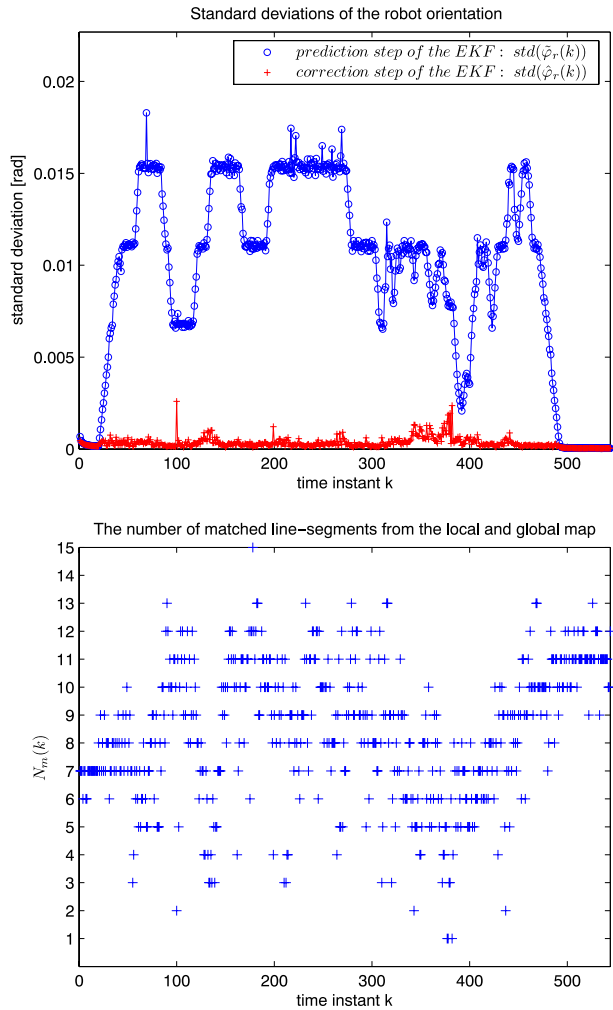 Standard deviations of the robot orientation
prediction step of the EKF : std(φ̃_r(k))
correction step of the EKF : std(φ̂_r(k))
0.02
0.015
0.01
0.005
0
standard deviation [rad]
0 100 200 300 400 500
time instant k
The number of matched line-segments from the local and global map
15
14
13
12
11
10
9
8
7
6
5
4
3
2
1
N_m(k)
0 100 200 300 400 500
time instant k